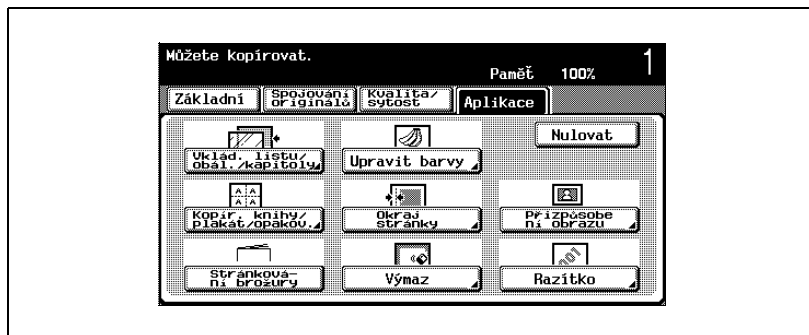 Můžete kopírovat.
Paměť 100% 1
Základní
Spojování
originálů
Kvalita/
sytost
Aplikace
Nulovat
Vklád. listu/
obál./kapitoly
Upravit barvy
A A
A A
Kopír. knihy/
plakát/opakov.
Okraj
stránky
Přizpůsobe
ní obrazu
Stránková-
ní brožury
Výmaz
001
Razítko